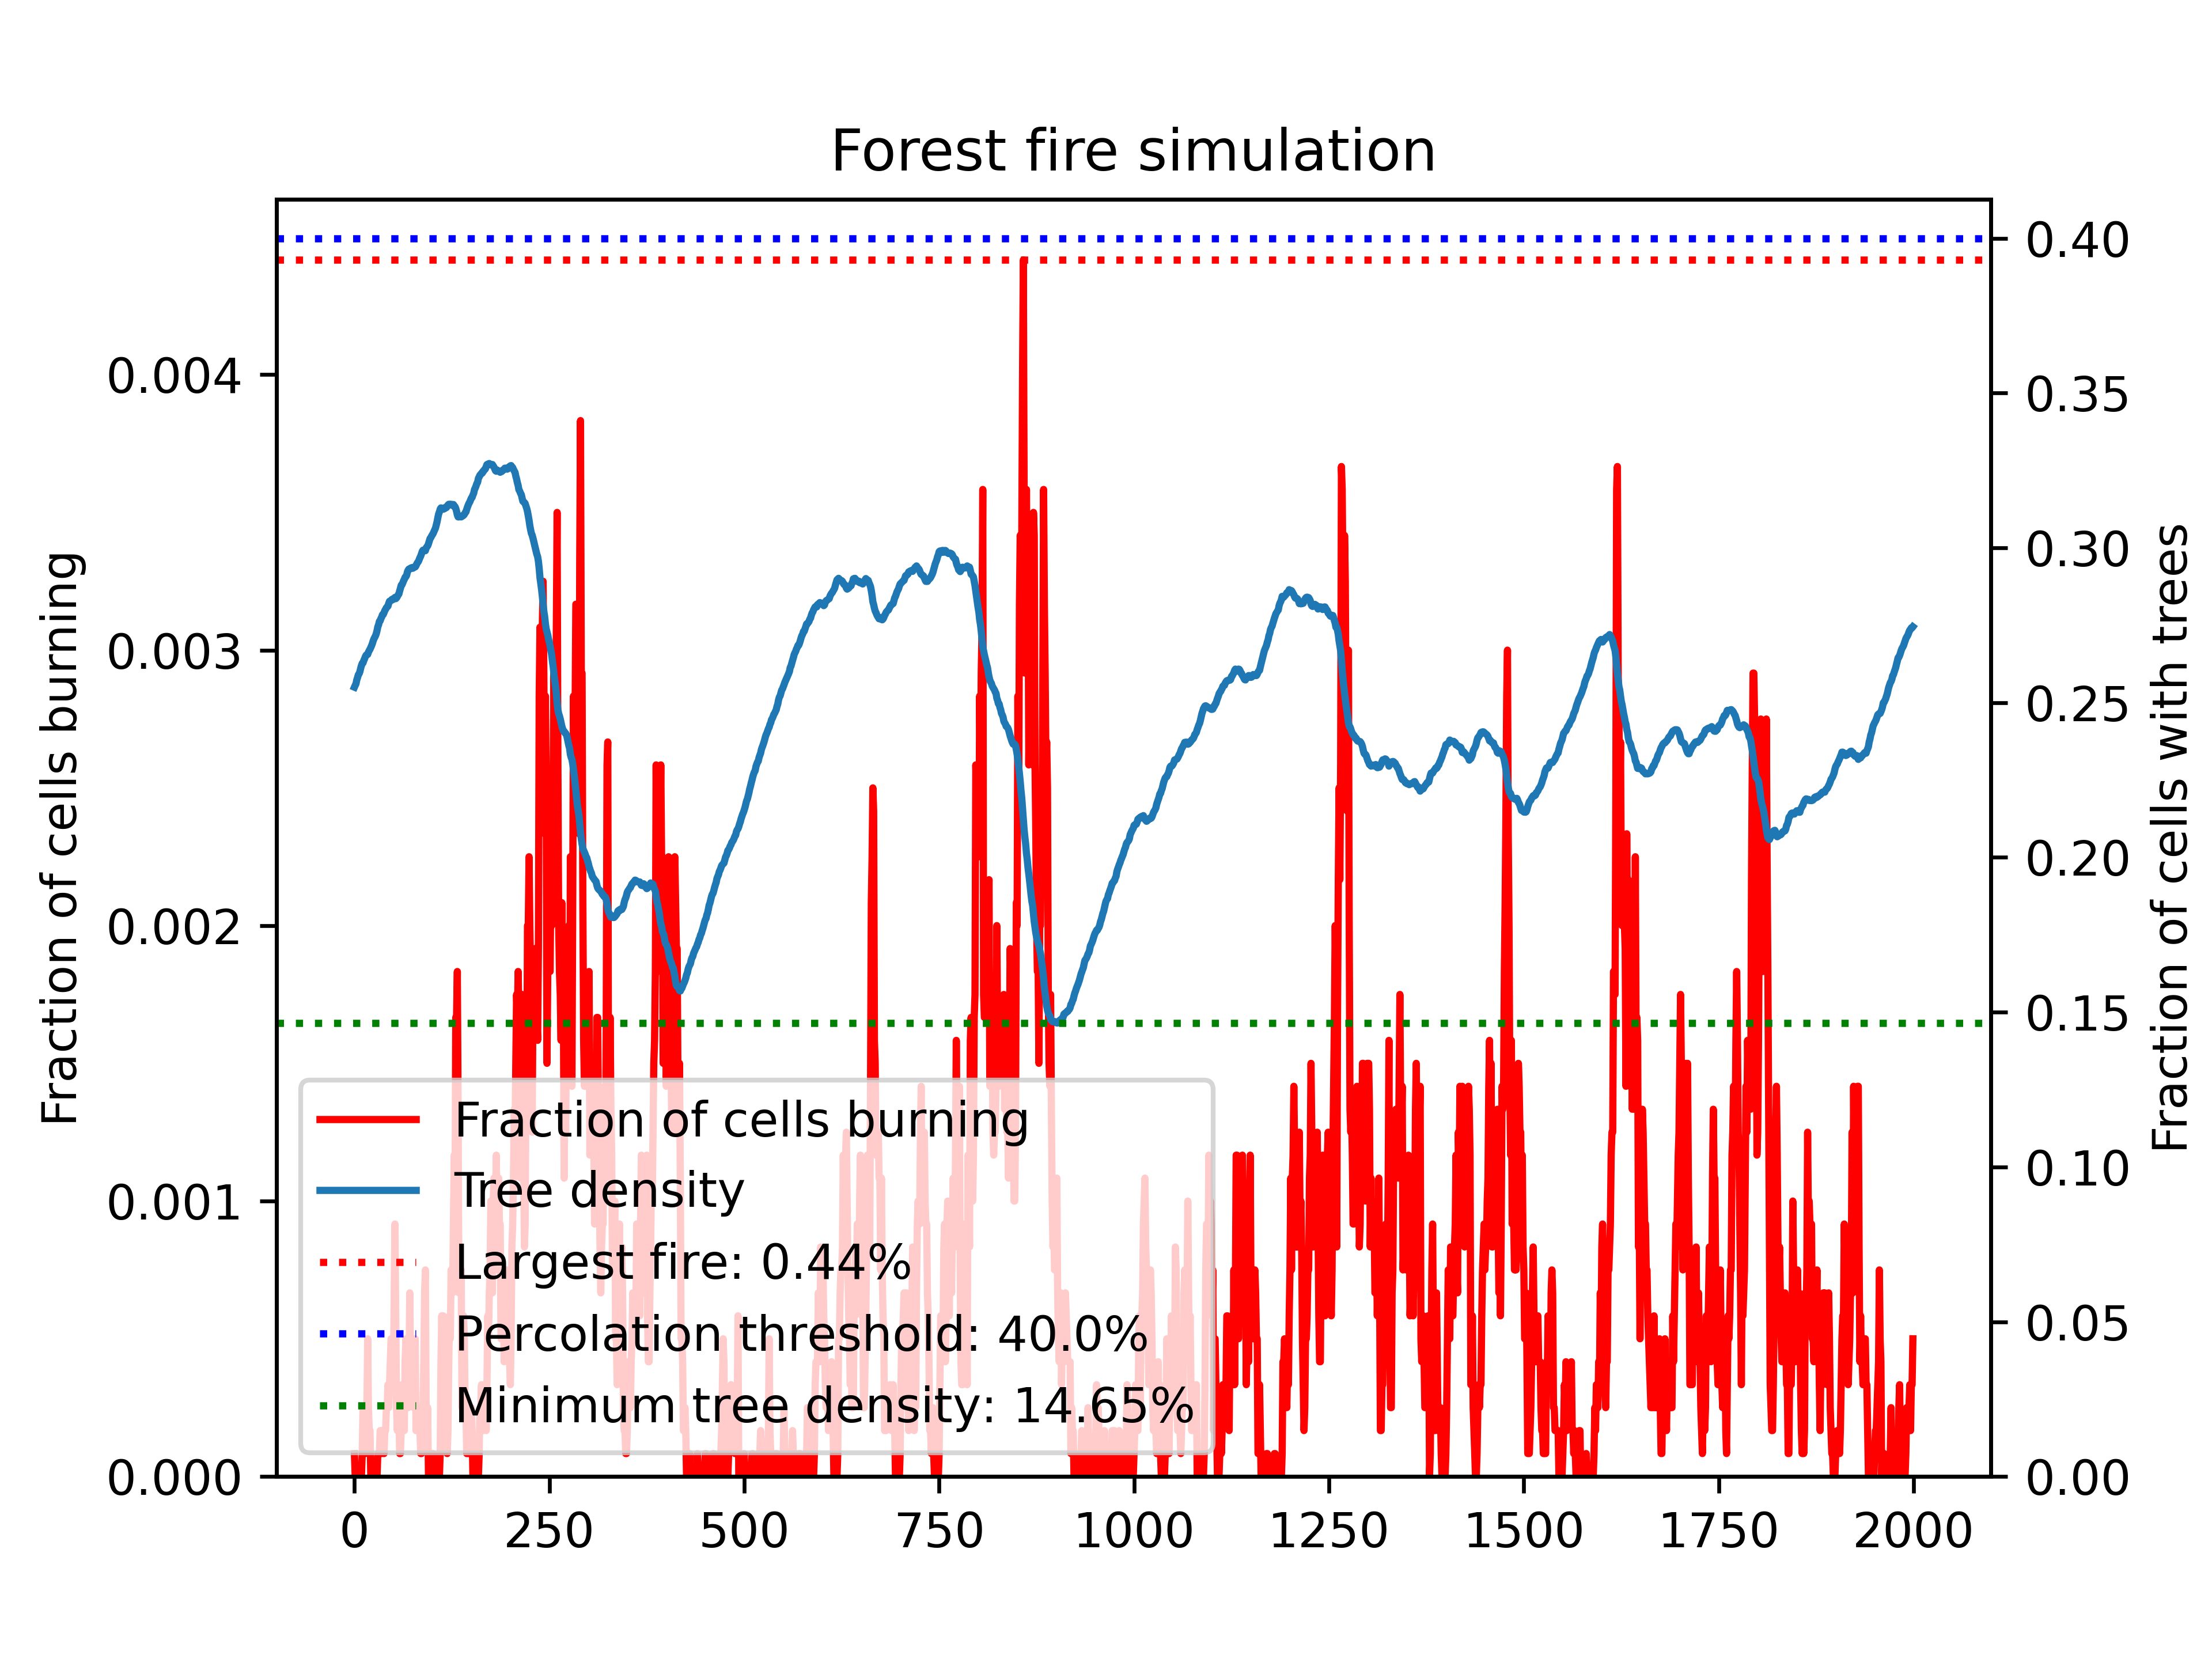 Forest fire simulation
Fraction of cells burning
0.004
0.003
0.002
0.001
0.000
0.40
0.35
0.30
0.25
0.20
0.15
0.10
0.05
0.00
Fraction of cells with trees
Fraction of cells burning
Tree density
Largest fire: 0.44%
Percolation threshold: 40.0%
Minimum tree density: 14.65%
0 250 500 750 1000 1250 1500 1750 2000